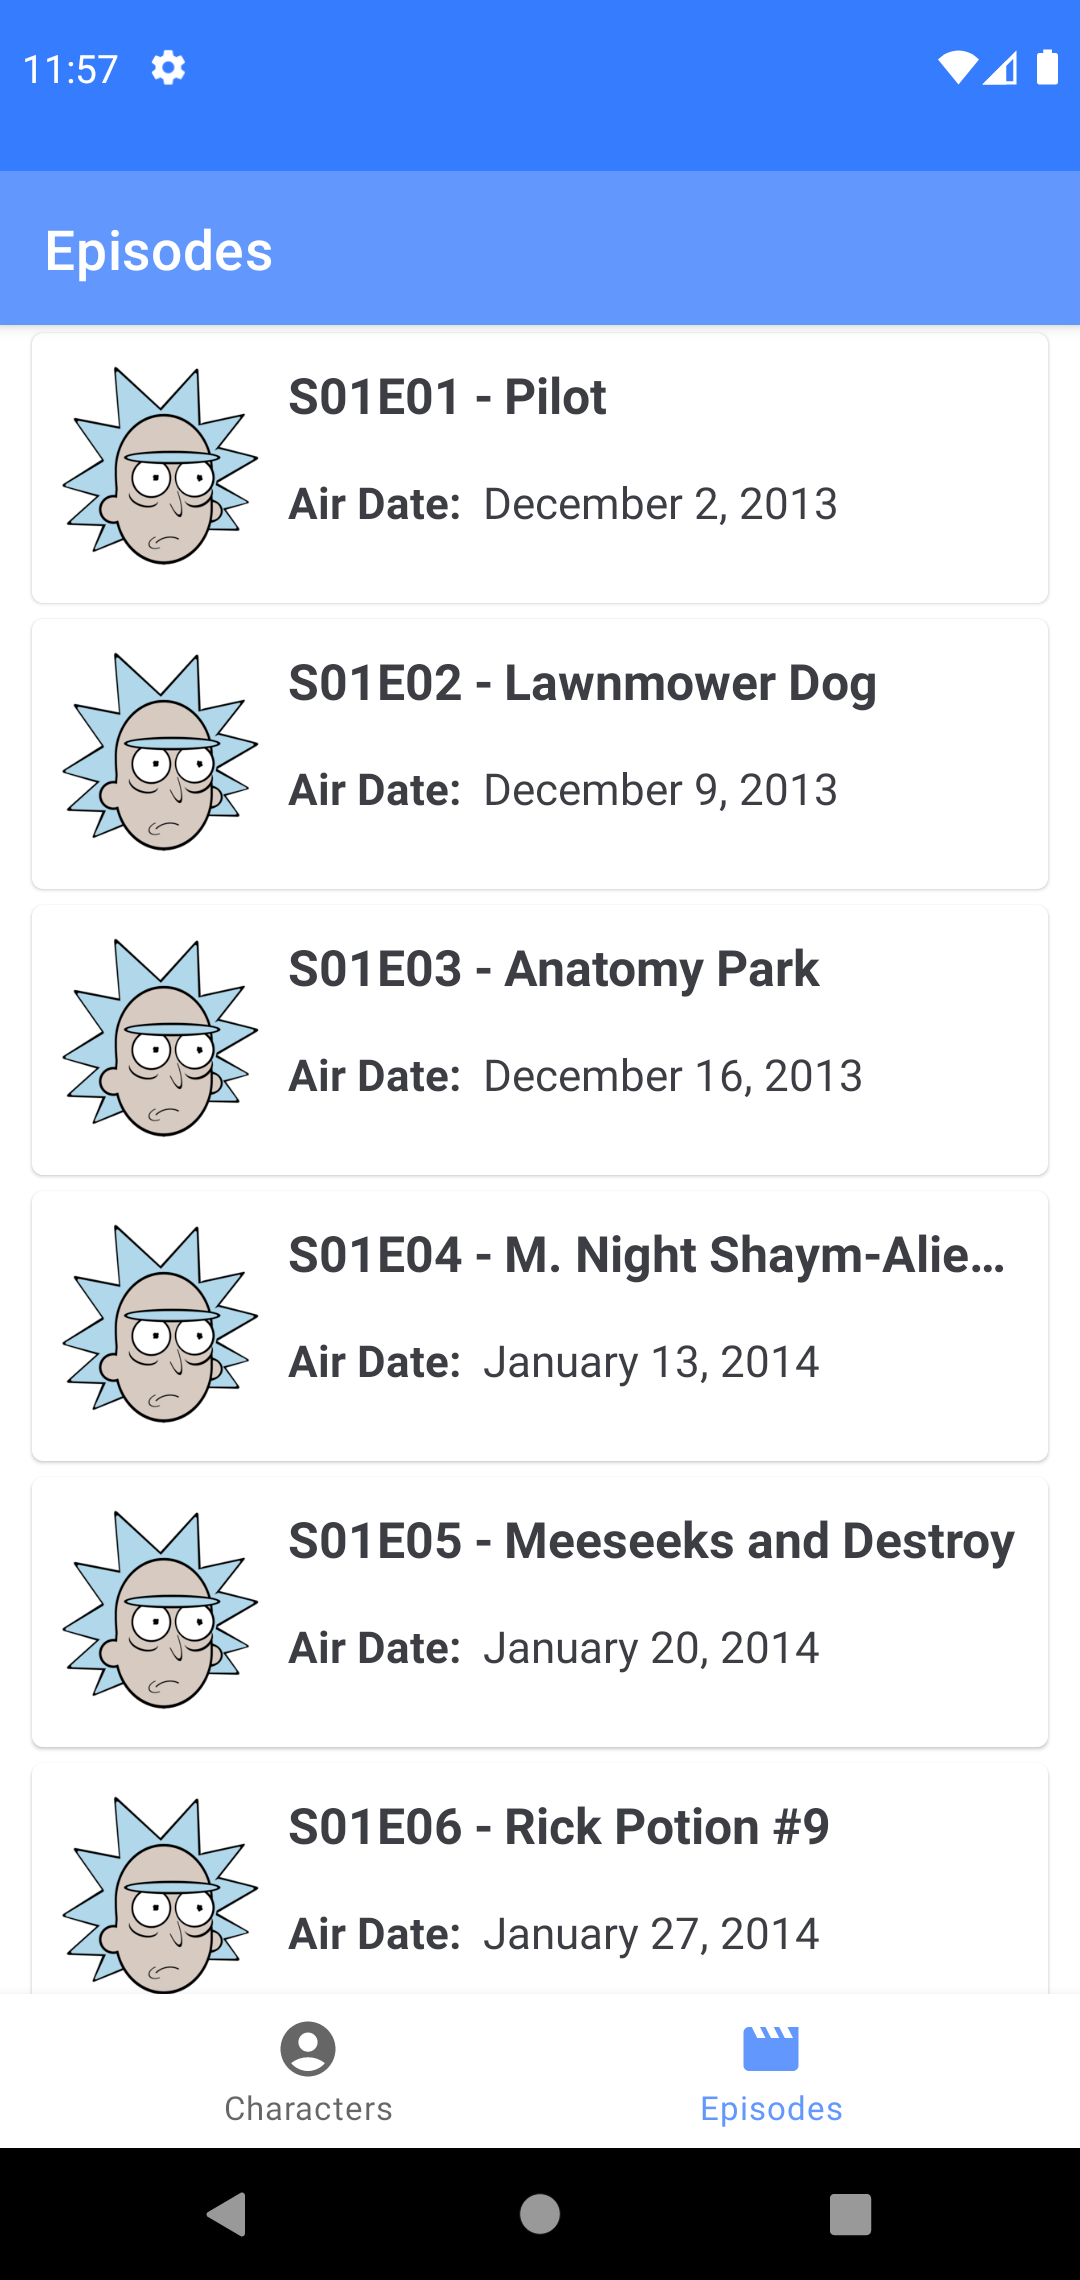 11:57
Episodes
S01E01 - Pilot
Air Date: December 2, 2013
S01E02 - Lawnmower Dog
Air Date: December 9, 2013
S01E03 - Anatomy Park
Air Date: December 16, 2013
S01E04 - M. Night Shaym-Alie...
Air Date: January 13, 2014
S01E05 - Meeseeks and Destroy
Air Date: January 20, 2014
S01E06 - Rick Potion #9
Air Date: January 27, 2014
Characters
Episodes